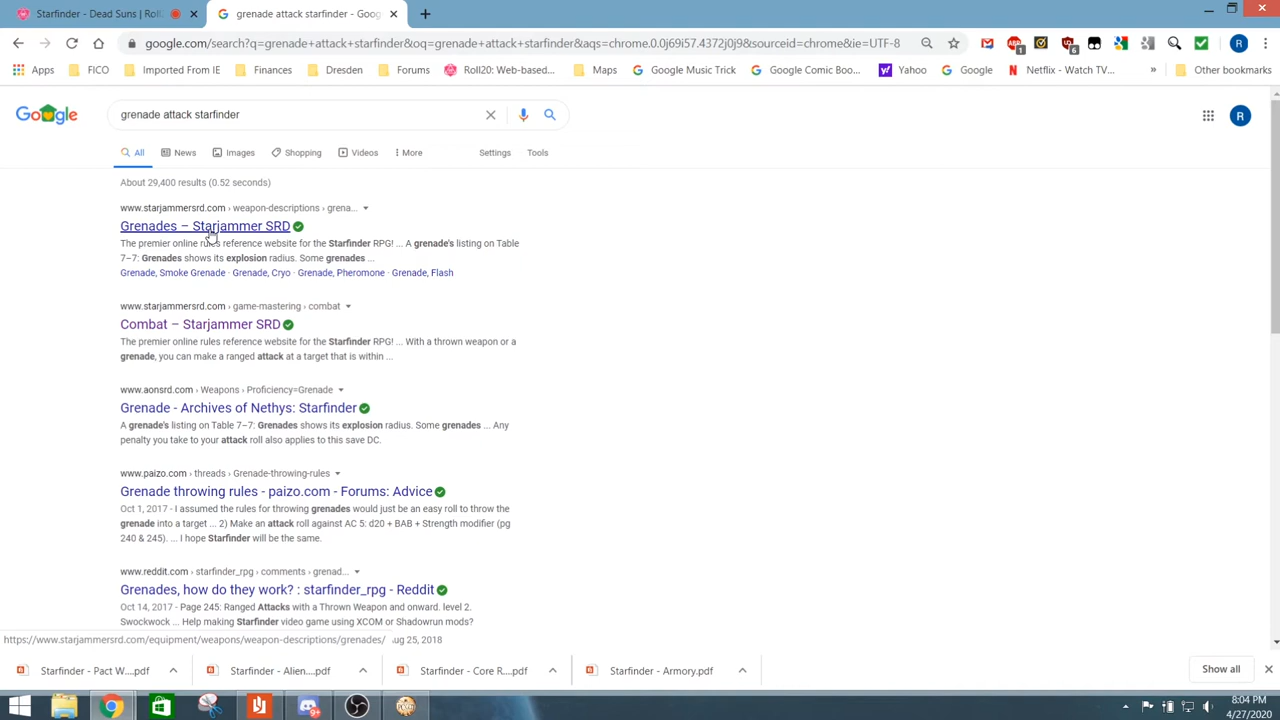 Starfinder - Dead Suns | Roll2
grenade attack starfinder - Goog
google.com/search?q=grenade+attack+starfinder&oq=grenade+attack+starfinder&aqs=chrome.0.0j69i57.4372j0j9&sourceid=chrome&ie=UTF-8
1
6
R
Apps
FICO
Imported From IE
Finances
Dresden
Forums
Roll20: Web-based...
Maps
Google Music Trick
Google Comic Boo...
Yahoo
Google
Netflix - Watch TV...
»
Other bookmarks
Google
grenade attack starfinder
R
All
News
Images
Shopping
Videos
More
Settings
Tools
About 29,400 results (0.52 seconds)
www.starjammersrd.com › weapon-descriptions › grena...
Grenades – Starjammer SRD
The premier online rules reference website for the Starfinder RPG! ... A grenade's listing on Table
7–7: Grenades shows its explosion radius. Some grenades ...
Grenade, Smoke Grenade · Grenade, Cryo · Grenade, Pheromone · Grenade, Flash
www.starjammersrd.com › game-mastering › combat
Combat – Starjammer SRD
The premier online rules reference website for the Starfinder RPG! ... With a thrown weapon or a
grenade, you can make a ranged attack at a target that is within ...
www.aonsrd.com › Weapons › Proficiency=Grenade
Grenade - Archives of Nethys: Starfinder
A grenade's listing on Table 7–7: Grenades shows its explosion radius. Some grenades ... Any
penalty you take to your attack roll also applies to this save DC.
www.paizo.com › threads › Grenade-throwing-rules
Grenade throwing rules - paizo.com - Forums: Advice
Oct 1, 2017 - I assumed the rules for throwing grenades would just be an easy roll to throw the
grenade into a target ... 2) Make an attack roll against AC 5: d20 + BAB + Strength modifier (pg
240 & 245). ... I hope Starfinder will be the same.
www.reddit.com › starfinder_rpg › comments › grenad...
Grenades, how do they work? : starfinder_rpg - Reddit
Oct 14, 2017 - Page 245: Ranged Attacks with a Thrown Weapon and onward. level 2.
Swockwock ... Help making Starfinder video game using XCOM or Shadowrun mods?
https://www.starjammersrd.com/equipment/weapons/weapon-descriptions/grenades/
Aug 25, 2018
Starfinder - Pact W....pdf
Starfinder - Alien....pdf
Starfinder - Core R....pdf
Starfinder - Armory.pdf
Show all
9+
8:04 PM
4/27/2020